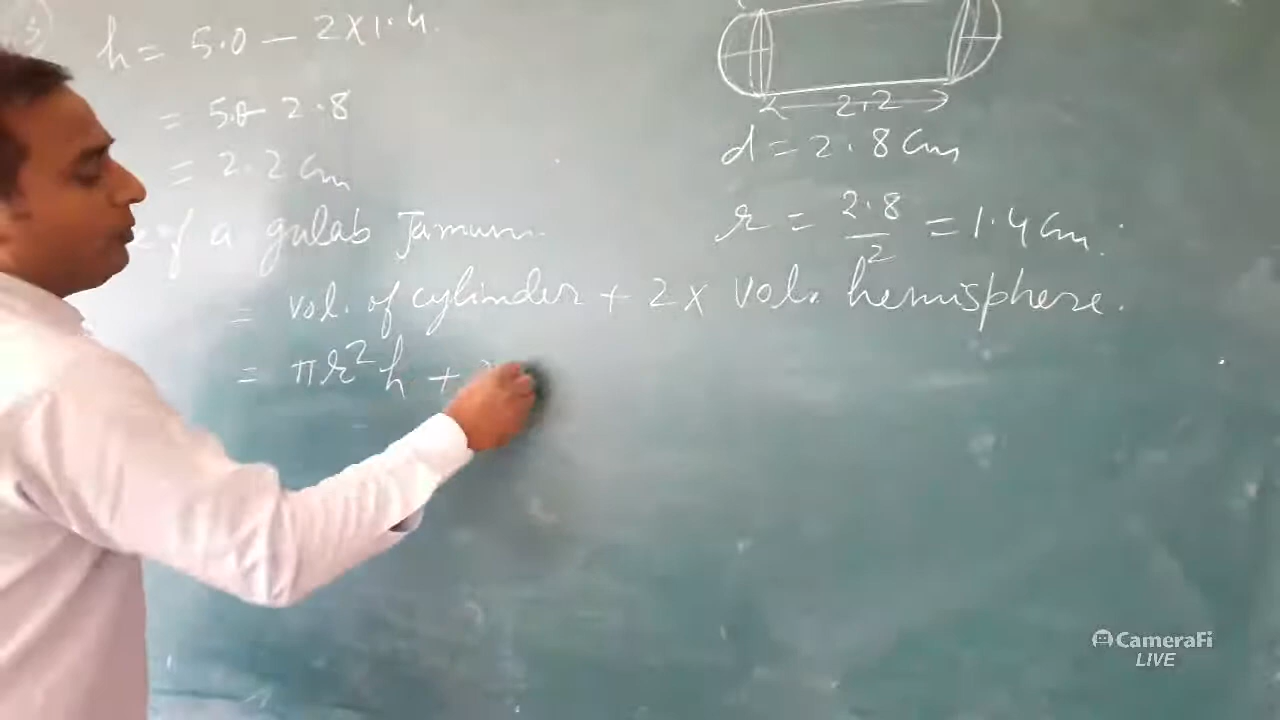 3)
h = 5.0 - 2×1.4.
= 5.0 - 2.8
= 2.2 cm
of a gulab Jamun.
= vol. of cylinder + 2 × vol. hemisphere.
= πr²h +
2.2
d = 2.8 cm
r = 2.8/2 = 1.4 cm.
CameraFi
LIVE